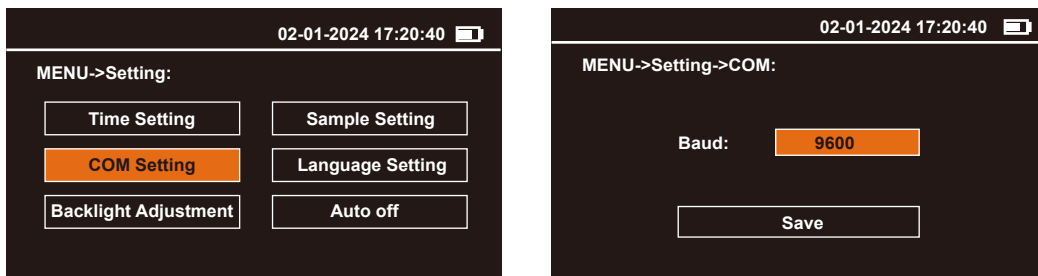 02-01-2024 17:20:40
MENU->Setting:
Time Setting
Sample Setting
COM Setting
Language Setting
Backlight Adjustment
Auto off
02-01-2024 17:20:40
MENU->Setting->COM:
Baud:
9600
Save